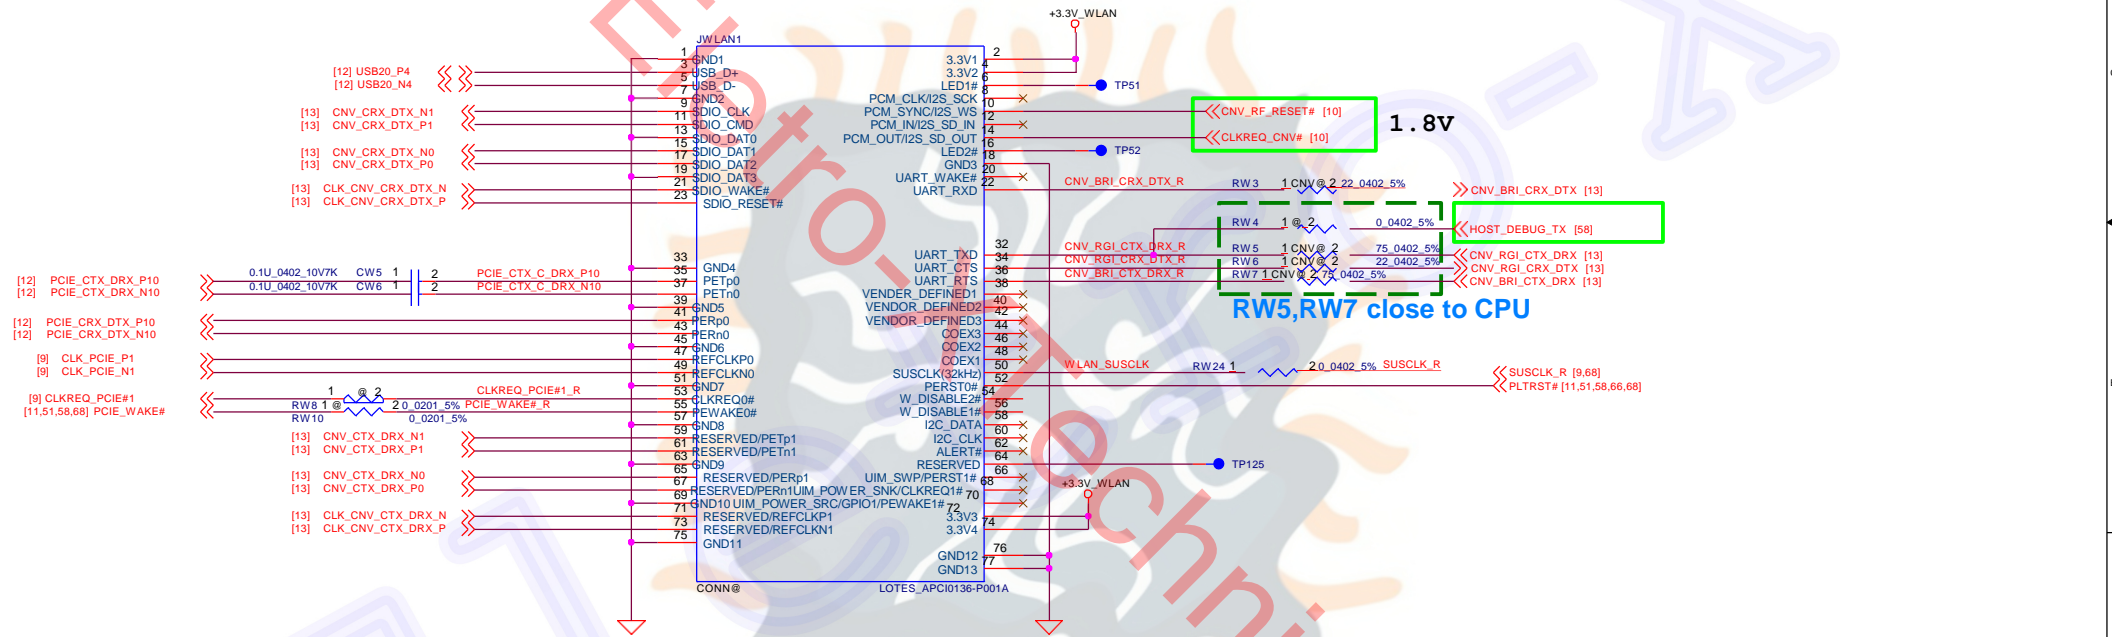 +3.3V_WLAN
JWLAN1
1 GND1
3 USB_D+
5 USB_D-
7 GND2
9 SDIO_CLK
11 SDIO_CMD
13 SDIO_DAT0
15 SDIO_DAT1
17 SDIO_DAT2
19 SDIO_DAT3
21 SDIO_WAKE#
23 SDIO_RESET#
33 GND4
35 PETp0
37 PETn0
39 GND5
41 PERp0
43 PERn0
45 GND6
47 REFCLKP0
49 REFCLKN0
51 GND7
53 CLKREQ0#
55 PEWAKE0#
57 GND8
59 RESERVED/PETp1
61 RESERVED/PETn1
63 GND9
65 RESERVED/PERp1
67 RESERVED/PERn1
69 GND10
71 RESERVED/REFCLKP1
73 RESERVED/REFCLKN1
75 GND11
3.3V1 2
3.3V2 4
LED1# 6
PCM_CLK/I2S_SCK 8
PCM_SYNC/I2S_WS 10
PCM_IN/I2S_SD_IN 12
PCM_OUT/I2S_SD_OUT 14
LED2# 16
GND3 18
UART_WAKE# 20
UART_RXD 22
UART_TXD 32
UART_CTS 34
UART_RTS 36
VENDER_DEFINED1 38
VENDOR_DEFINED2 40
VENDOR_DEFINED3 42
COEX3 44
COEX2 46
COEX1 48
SUSCLK(32kHz) 50
PERST0# 52
W_DISABLE2# 54
W_DISABLE1# 56
I2C_DATA 58
I2C_CLK 60
ALERT# 62
RESERVED 64
UIM_SWP/PERST1# 66
UIM_POWER_SNK/CLKREQ1# 68
UIM_POWER_SRC/GPIO1/PEWAKE1# 70
3.3V3 72
3.3V4 74
GND12 76
GND13 77
CONN@
LOTES_APCI0136-P001A
[12] USB20_P4
[12] USB20_N4
[13] CNV_CRX_DTX_N1
[13] CNV_CRX_DTX_P1
[13] CNV_CRX_DTX_N0
[13] CNV_CRX_DTX_P0
[13] CLK_CNV_CRX_DTX_N
[13] CLK_CNV_CRX_DTX_P
[12] PCIE_CTX_DRX_P10
[12] PCIE_CTX_DRX_N10
0.1U_0402_10V7K CW5 1 2 PCIE_CTX_C_DRX_P10
0.1U_0402_10V7K CW6 1 2 PCIE_CTX_C_DRX_N10
[12] PCIE_CRX_DTX_P10
[12] PCIE_CRX_DTX_N10
[9] CLK_PCIE_P1
[9] CLK_PCIE_N1
[9] CLKREQ_PCIE#1
[11,51,58,68] PCIE_WAKE#
1 @ 2 CLKREQ_PCIE#1_R
RW8 1 @ 2 0_0201_5% PCIE_WAKE#_R
RW10 0_0201_5%
[13] CNV_CTX_DRX_N1
[13] CNV_CTX_DRX_P1
[13] CNV_CTX_DRX_N0
[13] CNV_CTX_DRX_P0
[13] CLK_CNV_CTX_DRX_N
[13] CLK_CNV_CTX_DRX_P
TP51
CNV_RF_RESET# [10]
CLKREQ_CNV# [10]
1.8V
TP52
CNV_BRI_CRX_DTX_R RW3 1 CNV@ 2 22_0402_5% CNV_BRI_CRX_DTX [13]
RW4 1 @ 2 0_0402_5% HOST_DEBUG_TX [58]
CNV_RGI_CTX_DRX_R RW5 1 CNV@ 2 75_0402_5% CNV_RGI_CTX_DRX [13]
CNV_RGI_CRX_DTX_R RW6 1 CNV@ 2 22_0402_5% CNV_RGI_CRX_DTX [13]
CNV_BRI_CTX_DRX_R RW7 1 CNV@ 2 75_0402_5% CNV_BRI_CTX_DRX [13]
RW5,RW7 close to CPU
WLAN_SUSCLK RW24 1 2 0_0402_5% SUSCLK_R SUSCLK_R [9,68]
PLTRST# [11,51,58,66,68]
TP125
+3.3V_WLAN